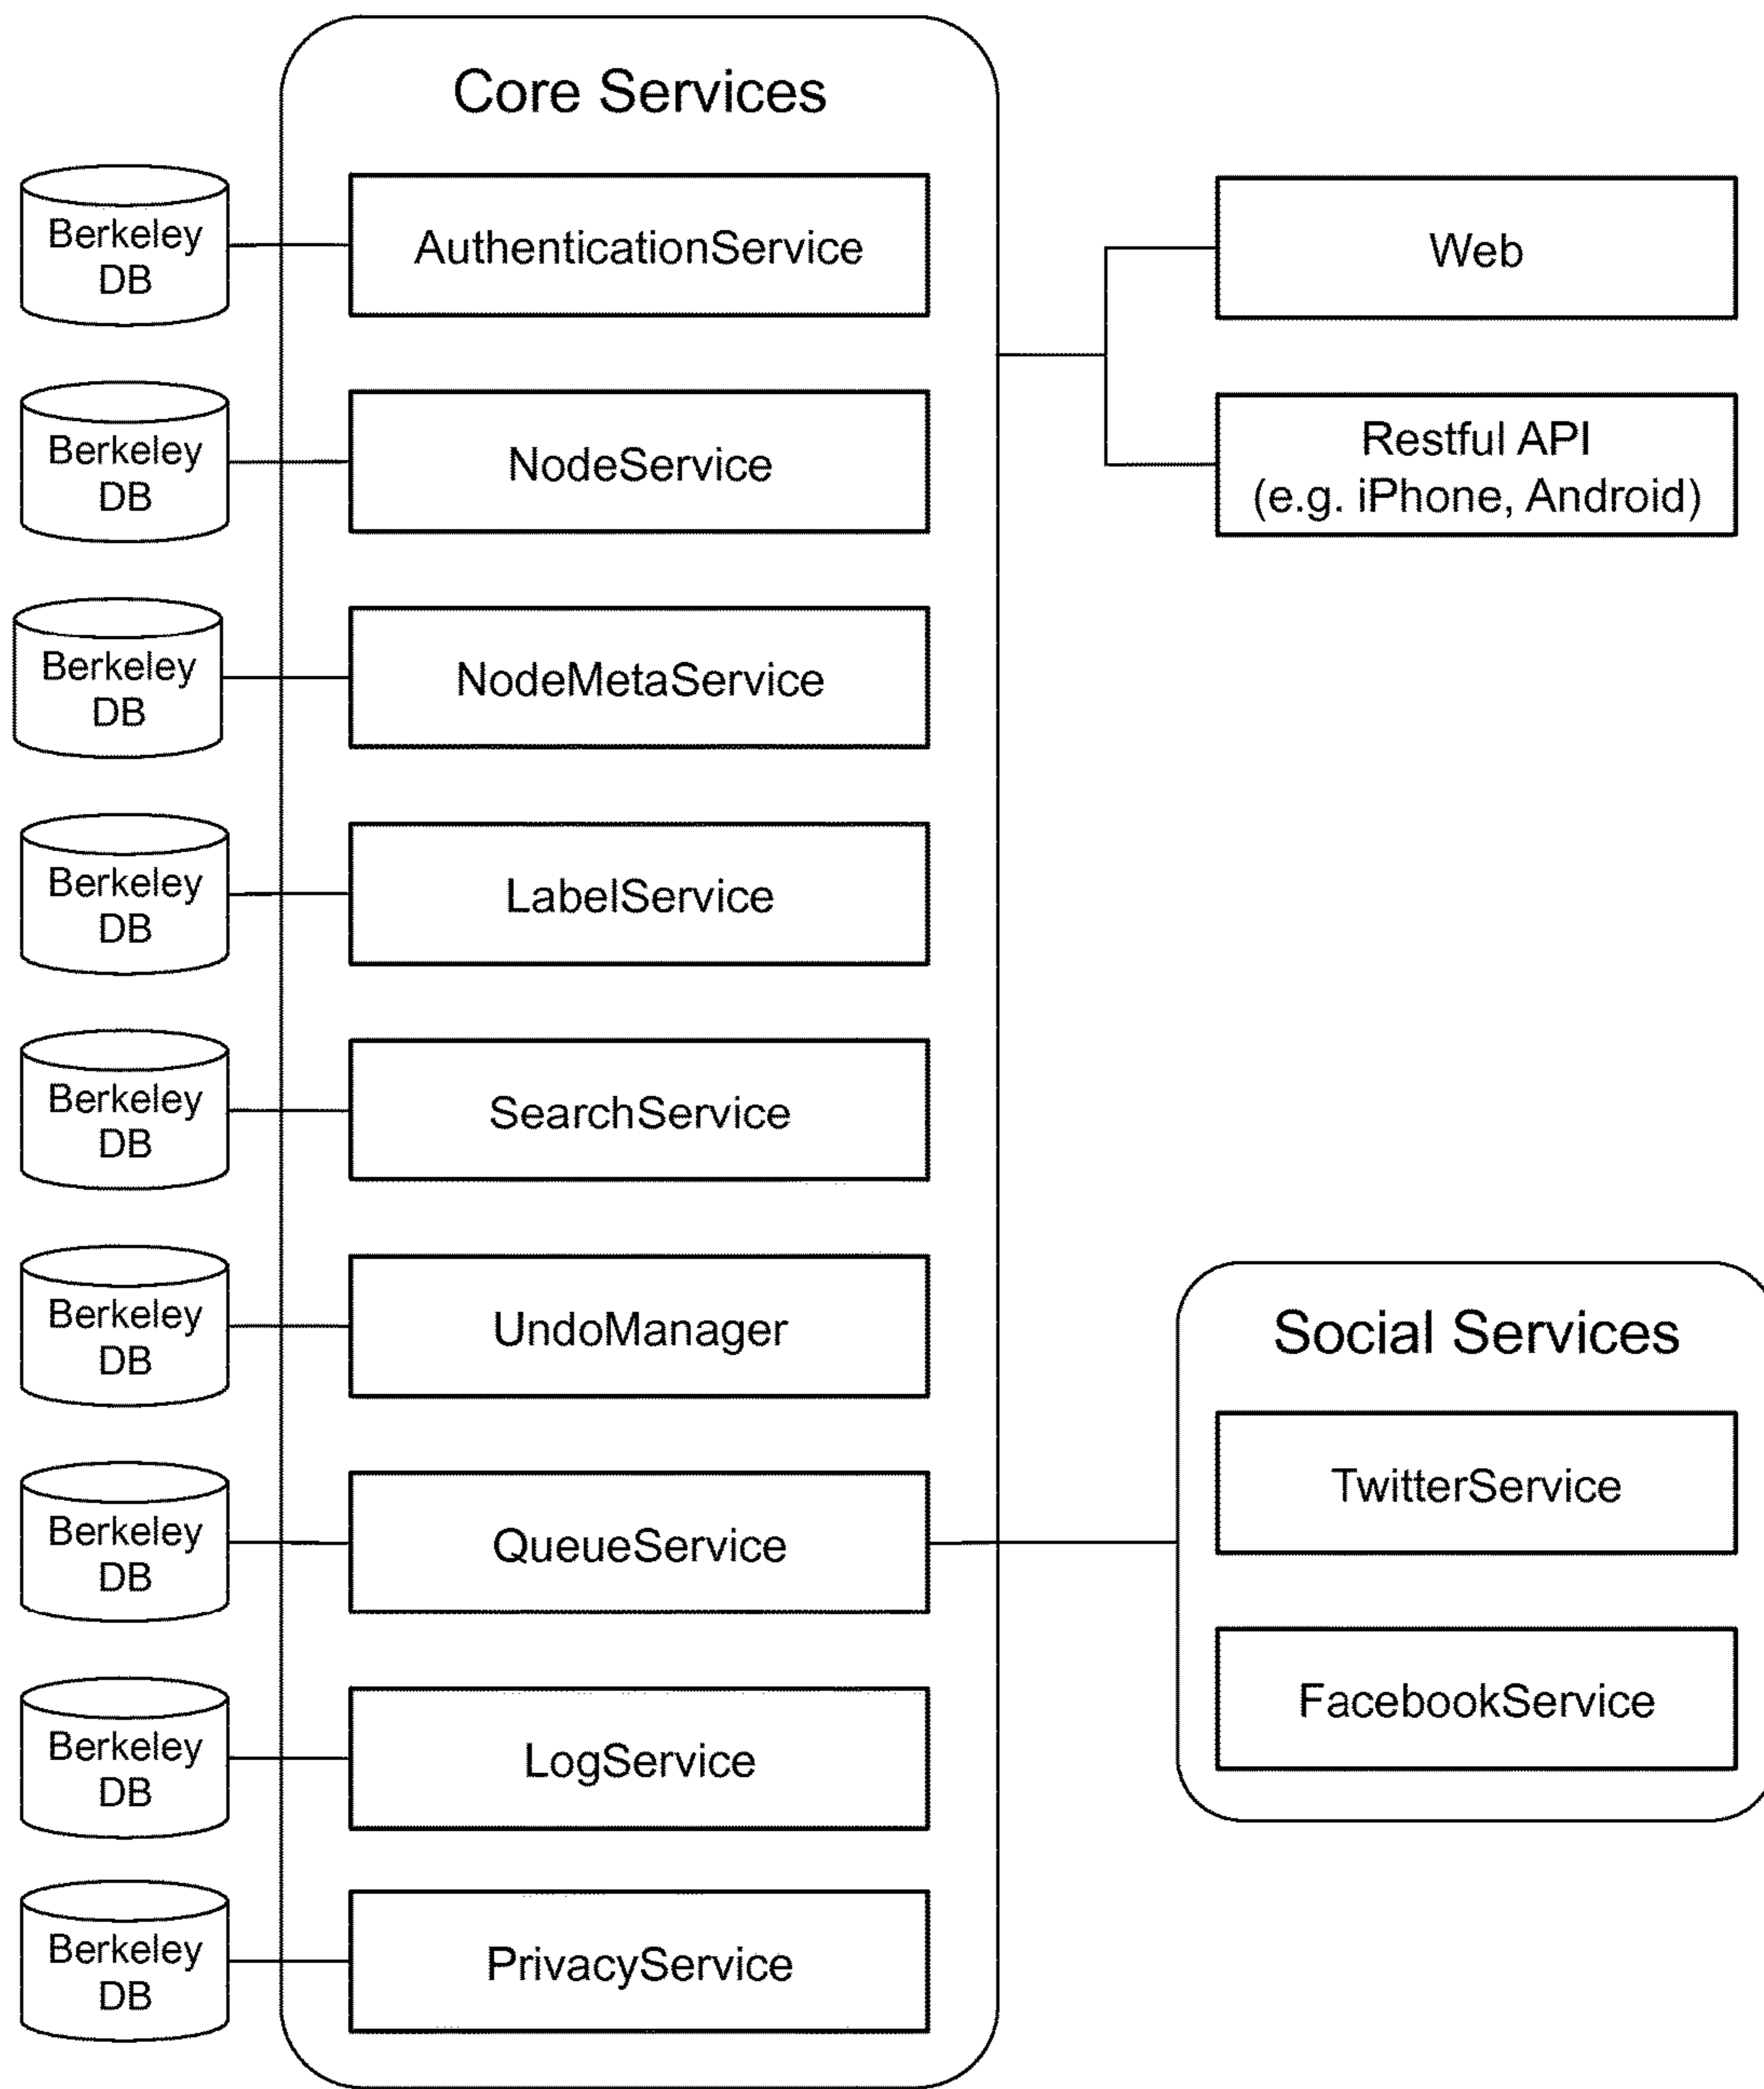 Core Services
Berkeley
DB
AuthenticationService
Berkeley
DB
NodeService
Berkeley
DB
NodeMetaService
Berkeley
DB
LabelService
Berkeley
DB
SearchService
Berkeley
DB
UndoManager
Berkeley
DB
QueueService
Berkeley
DB
LogService
Berkeley
DB
PrivacyService
Web
Restful API
(e.g. iPhone, Android)
Social Services
TwitterService
FacebookService